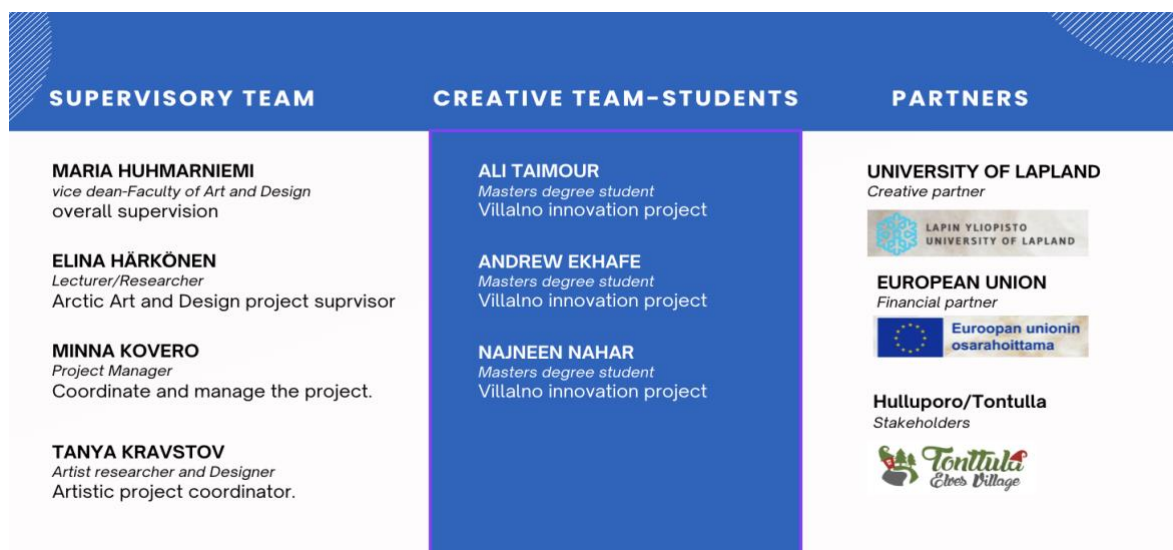 SUPERVISORY TEAM
MARIA HUHMARNIEMI
vice dean-Faculty of Art and Design
overall supervision
ELINA HÄRKÖNEN
Lecturer/Researcher
Arctic Art and Design project suprvisor
MINNA KOVERO
Project Manager
Coordinate and manage the project.
TANYA KRAVSTOV
Artist researcher and Designer
Artistic project coordinator.
CREATIVE TEAM-STUDENTS
ALI TAIMOUR
Masters degree student
Villalno innovation project
ANDREW EKHAFE
Masters degree student
Villalno innovation project
NAJNEEN NAHAR
Masters degree student
Villalno innovation project
PARTNERS
UNIVERSITY OF LAPLAND
Creative partner
LAPIN YLIOPISTO
UNIVERSITY OF LAPLAND
EUROPEAN UNION
Financial partner
Euroopan unionin
osarahoittama
Hulluporo/Tontulla
Stakeholders
Tonttula
Elves Village